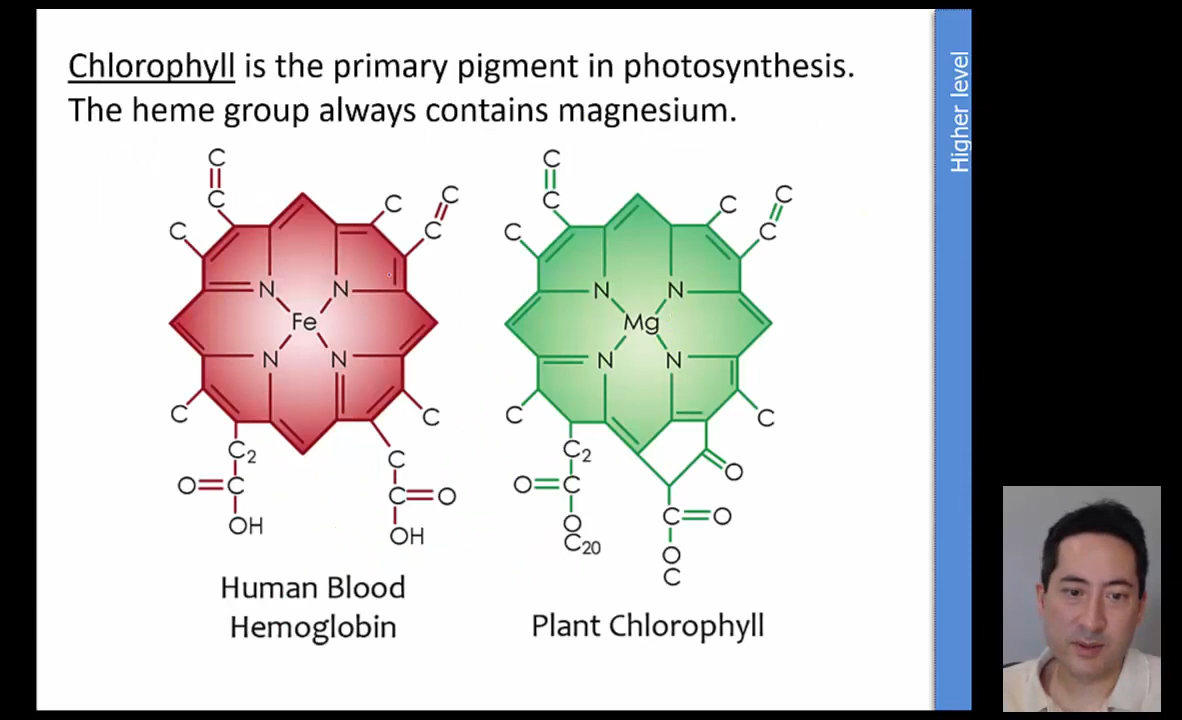 Chlorophyll is the primary pigment in photosynthesis.
The heme group always contains magnesium.
Higher level
C
C
C
C
C
C
N
N
Fe
N
N
C
C
C2
C
O=C
C=O
OH
OH
Human Blood
Hemoglobin
C
C
C
C
C
C
N
N
Mg
N
N
C
C
C2
O
O=C
C=O
O
C20
O
C
Plant Chlorophyll